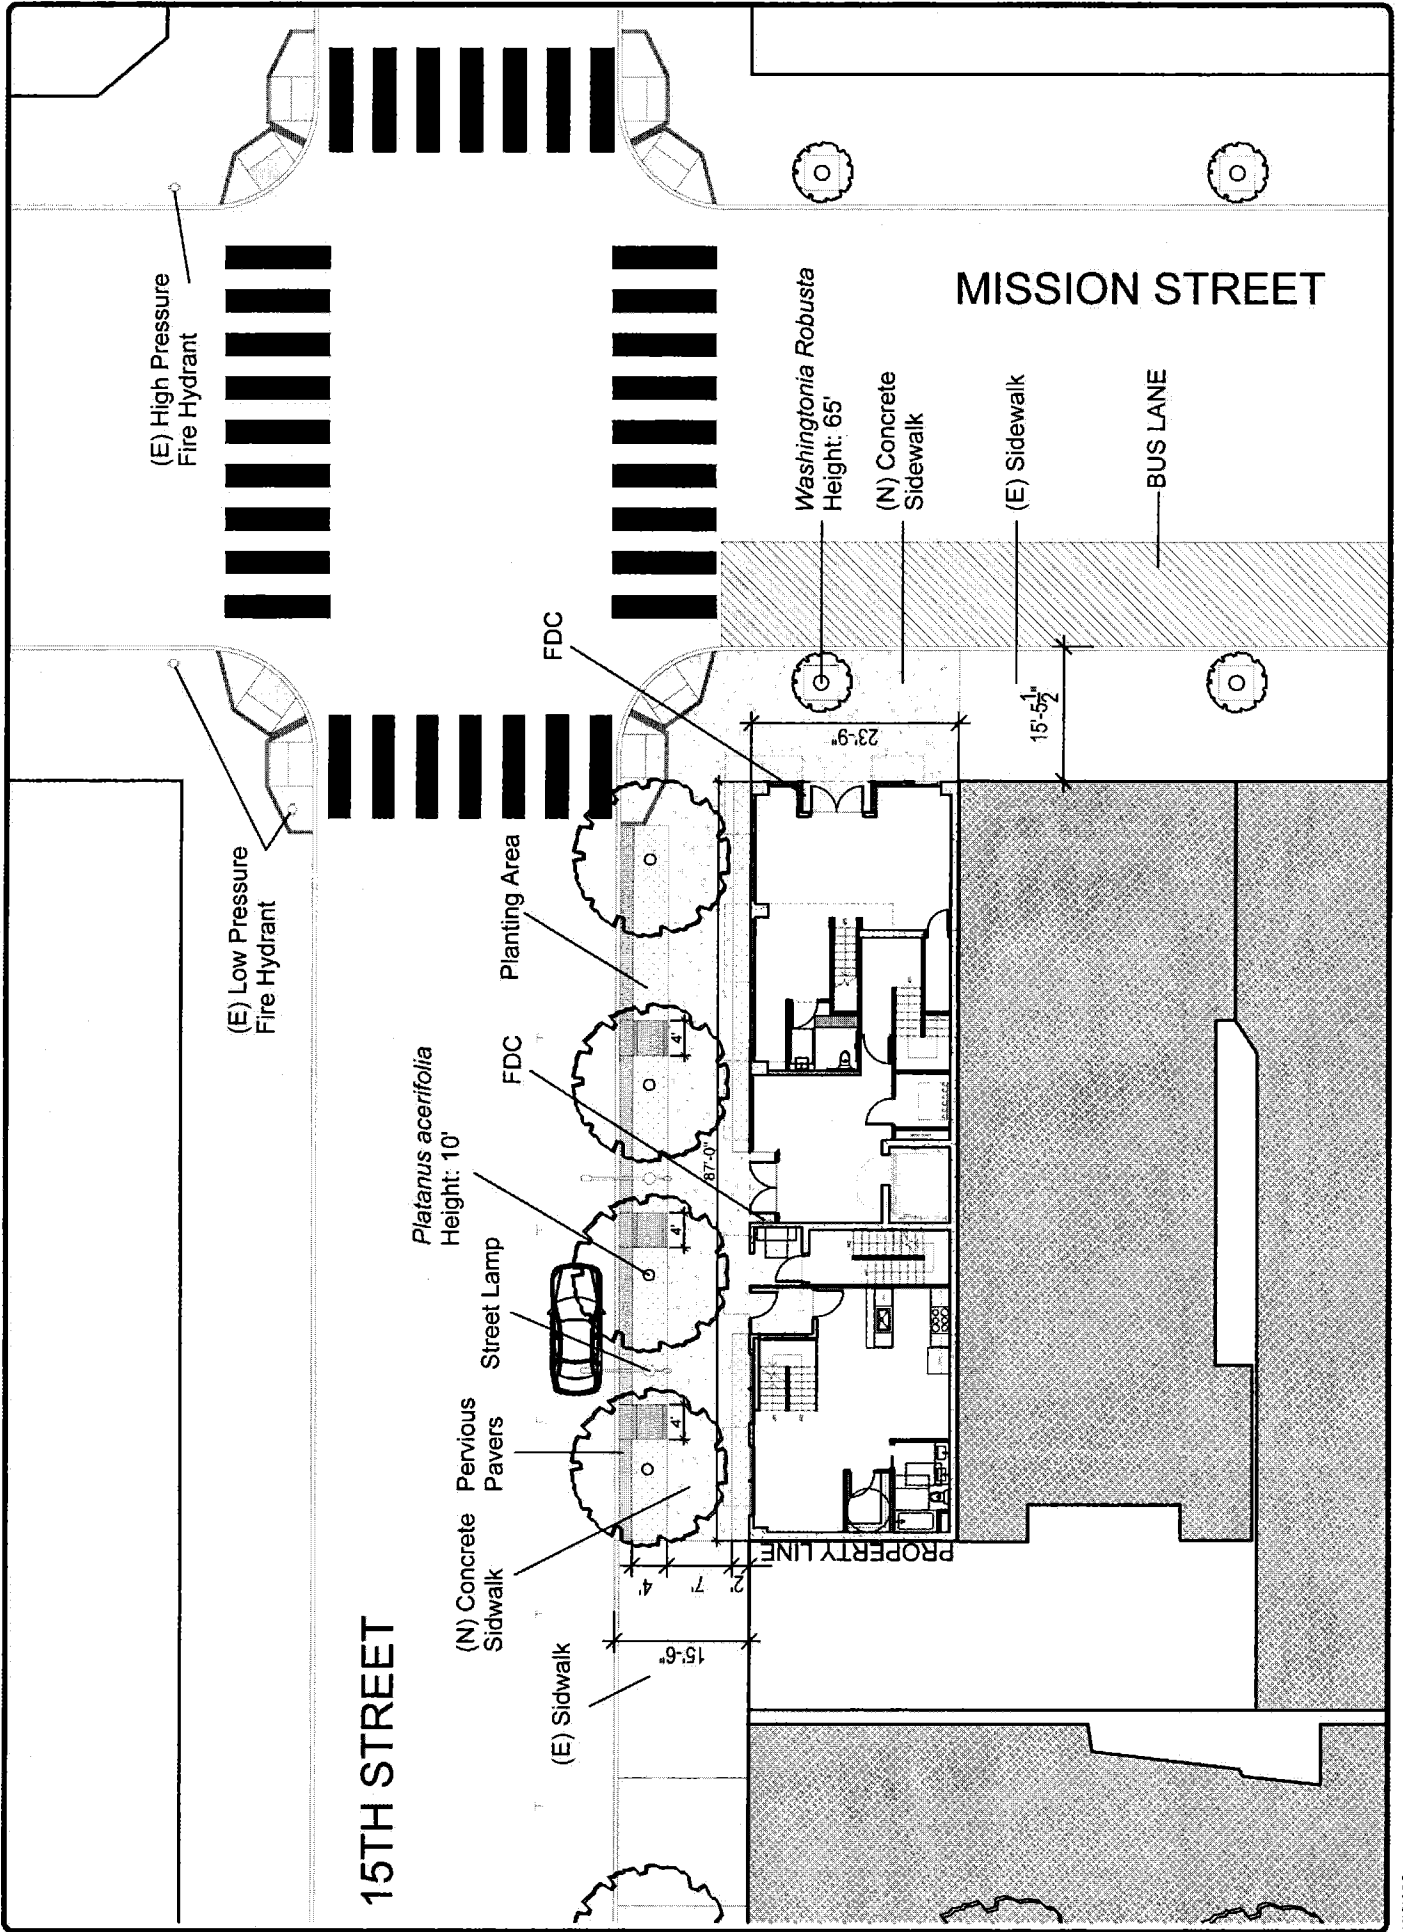 (E) High Pressure
Fire Hydrant
(E) Low Pressure
Fire Hydrant
MISSION STREET
Washingtonia Robusta
Height: 65'
(N) Concrete
Sidewalk
(E) Sidewalk
BUS LANE
FDC
23'-9"
15'-5 1/2"
Planting Area
FDC
Platanus acerifolia
Height: 10'
Street Lamp
Pervious
Pavers
(N) Concrete
Sidwalk
(E) Sidwalk
15TH STREET
4'
4'
4'
87'-0"
4'
7'
2'
15'-6"
PROPERTY LINE